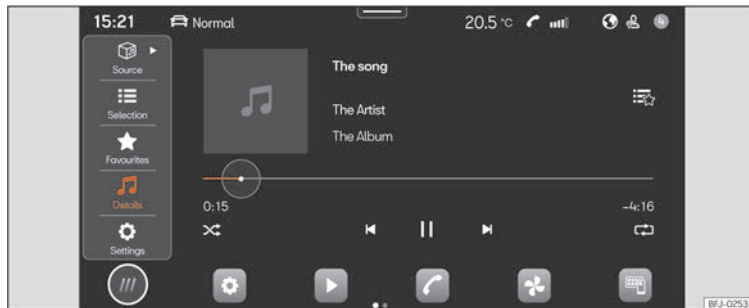 15:21 Normal 20.5 °C 4
Source
Selection
Favourites
Details
Settings
The song
The Artist
The Album
0:15 -4:16
BFJ-0253